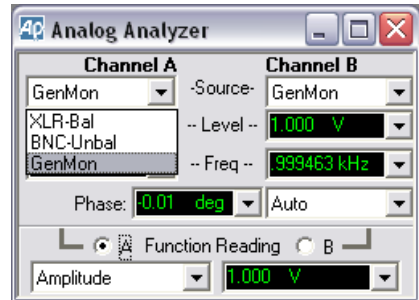 Ap Analog Analyzer
Channel A Channel B
GenMon -Source- GenMon
XLR-Bal
BNC-Unbal
GenMon
-- Level -- 1.000 V
-- Freq -- .999463 kHz
Phase: -0.01 deg Auto
A Function Reading B
Amplitude 1.000 V